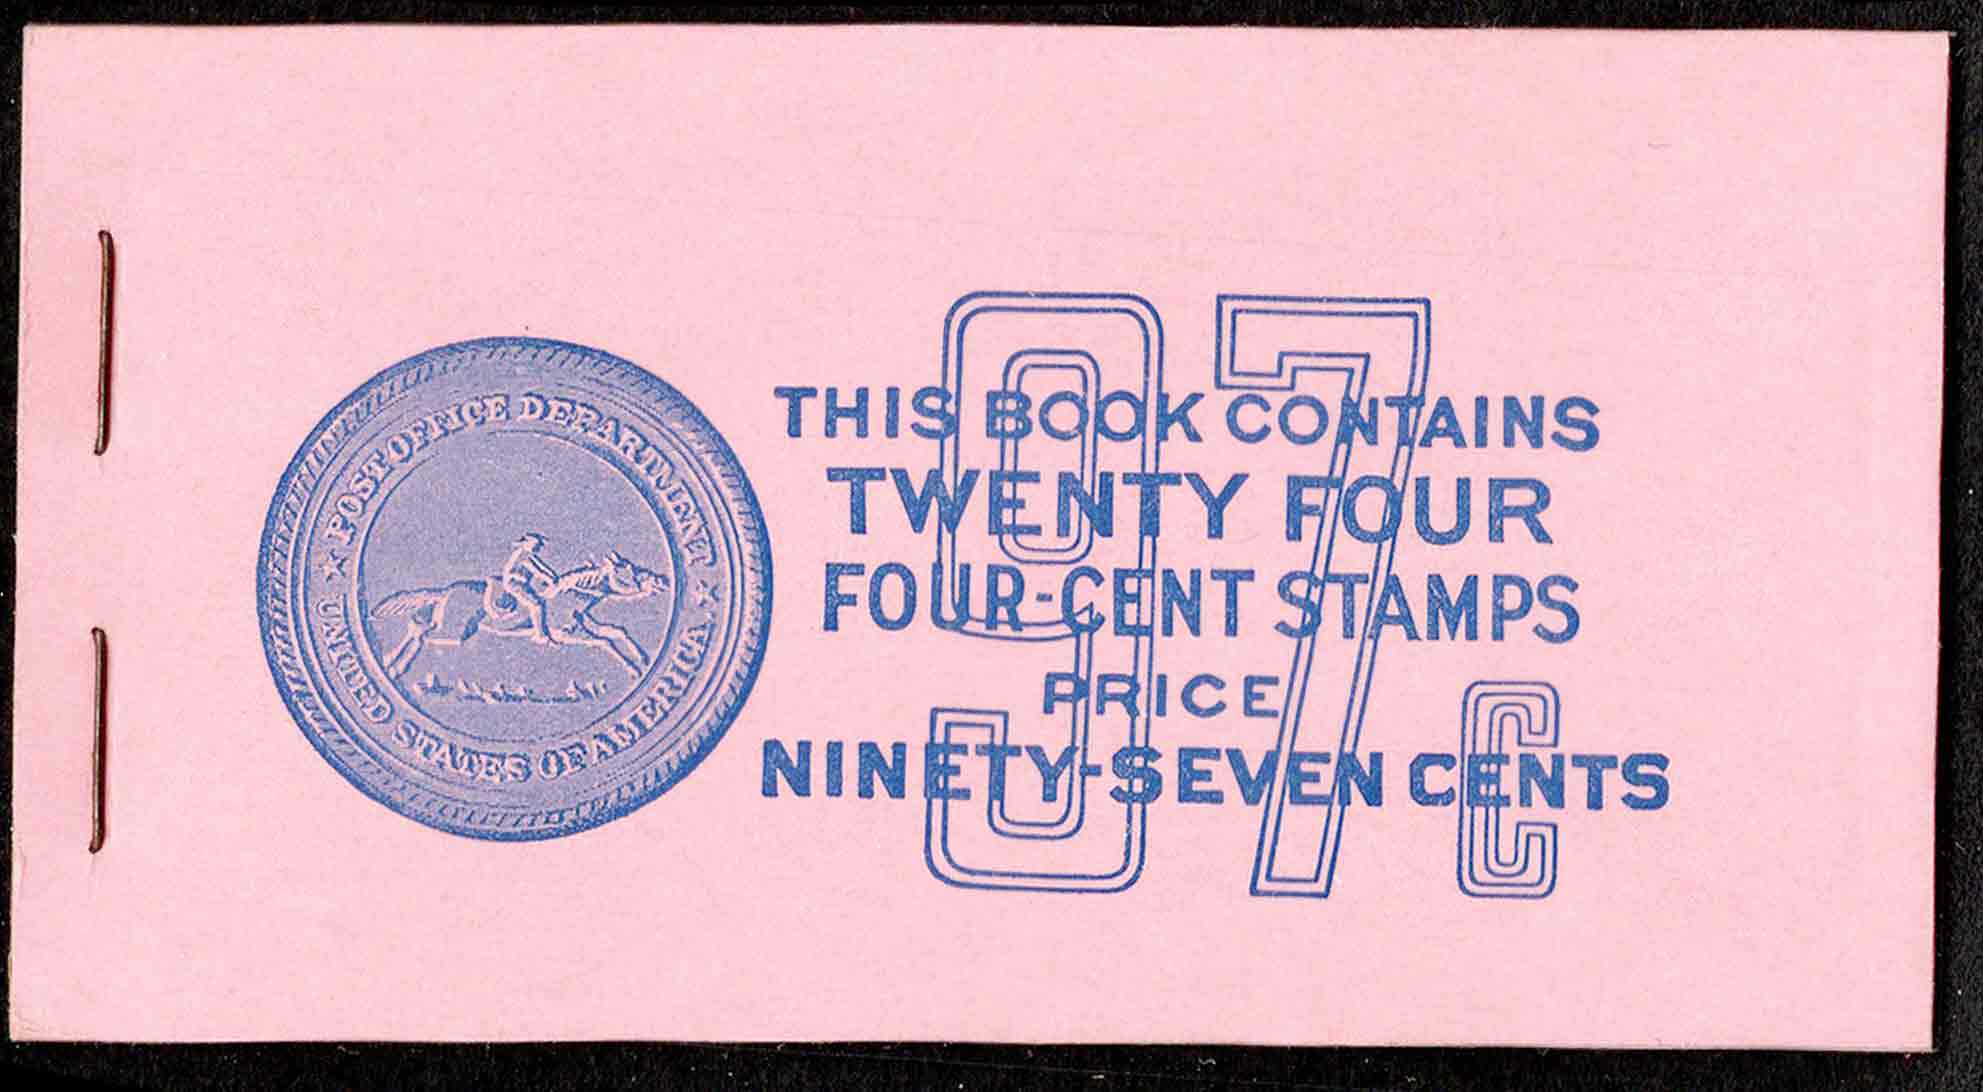 ★ POST OFFICE DEPARTMENT ★
UNITED STATES OF AMERICA
97¢
THIS BOOK CONTAINS
TWENTY FOUR
FOUR-CENT STAMPS
PRICE
NINETY-SEVEN CENTS